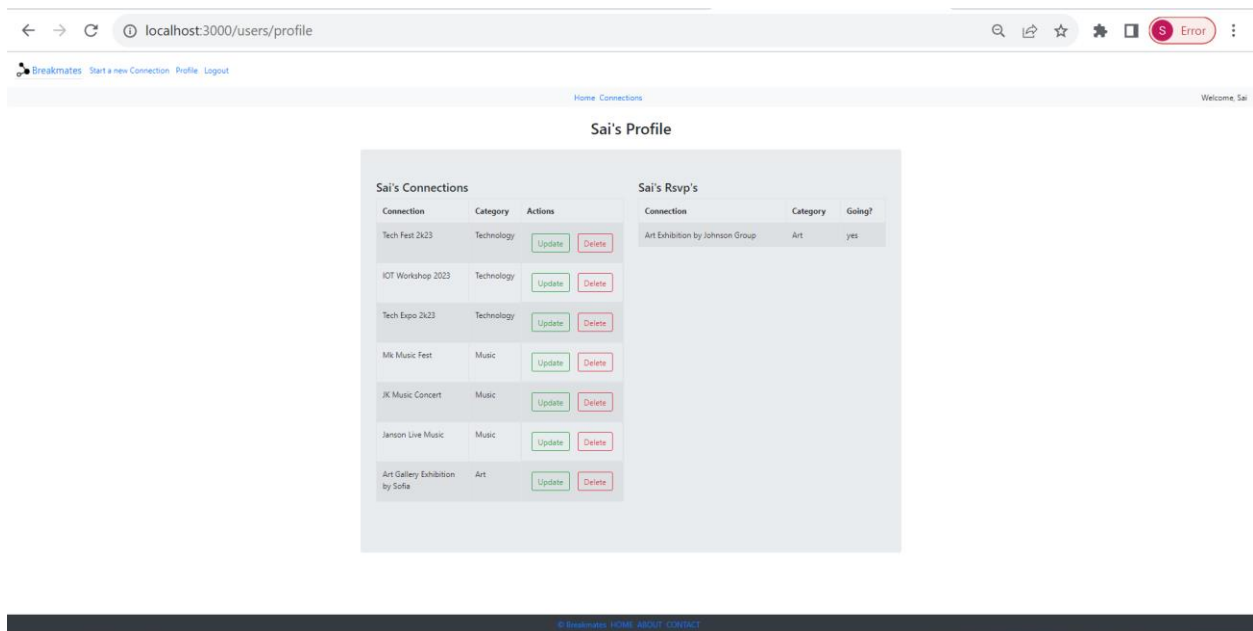 localhost:3000/users/profile
S Error
Breakmates Start a new Connection Profile Logout
Home Connections
Welcome, Sai
Sai's Profile
Sai's Connections
Connection Category Actions
Tech Fest 2k23 Technology Update Delete
IOT Workshop 2023 Technology Update Delete
Tech Expo 2k23 Technology Update Delete
Mk Music Fest Music Update Delete
JK Music Concert Music Update Delete
Janson Live Music Music Update Delete
Art Gallery Exhibition
by Sofia Art Update Delete
Sai's Rsvp's
Connection Category Going?
Art Exhibition by Johnson Group Art yes
© Breakmates HOME ABOUT CONTACT